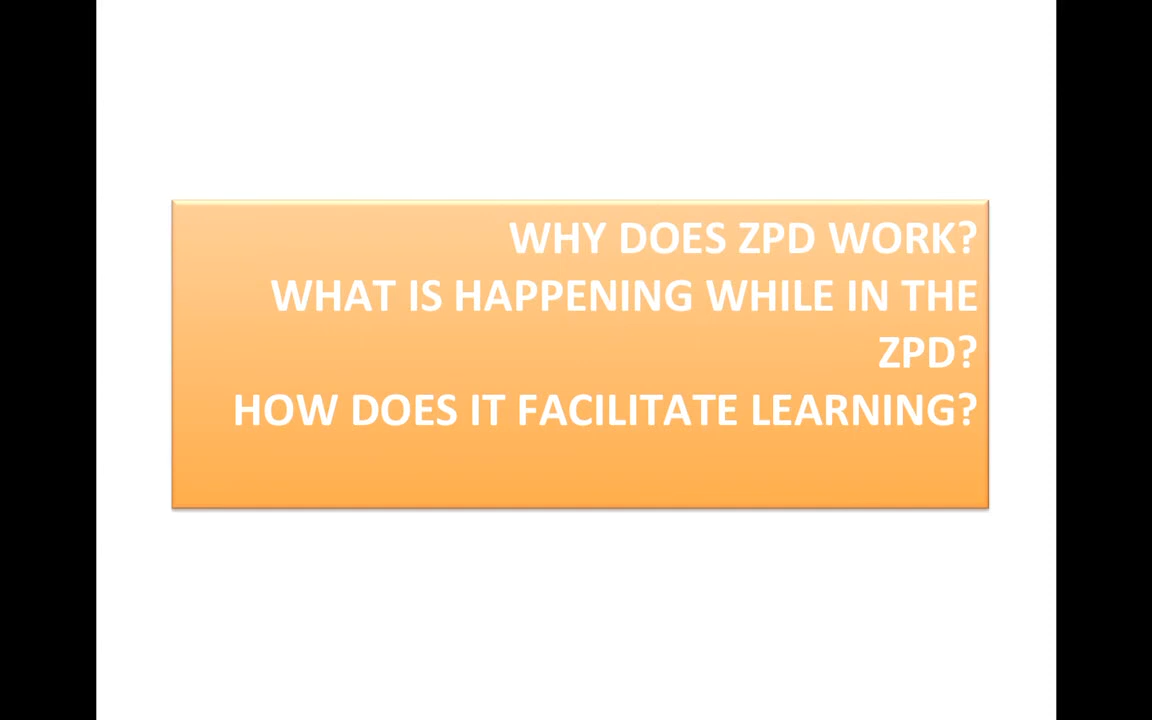 WHY DOES ZPD WORK?
WHAT IS HAPPENING WHILE IN THE
ZPD?
HOW DOES IT FACILITATE LEARNING?